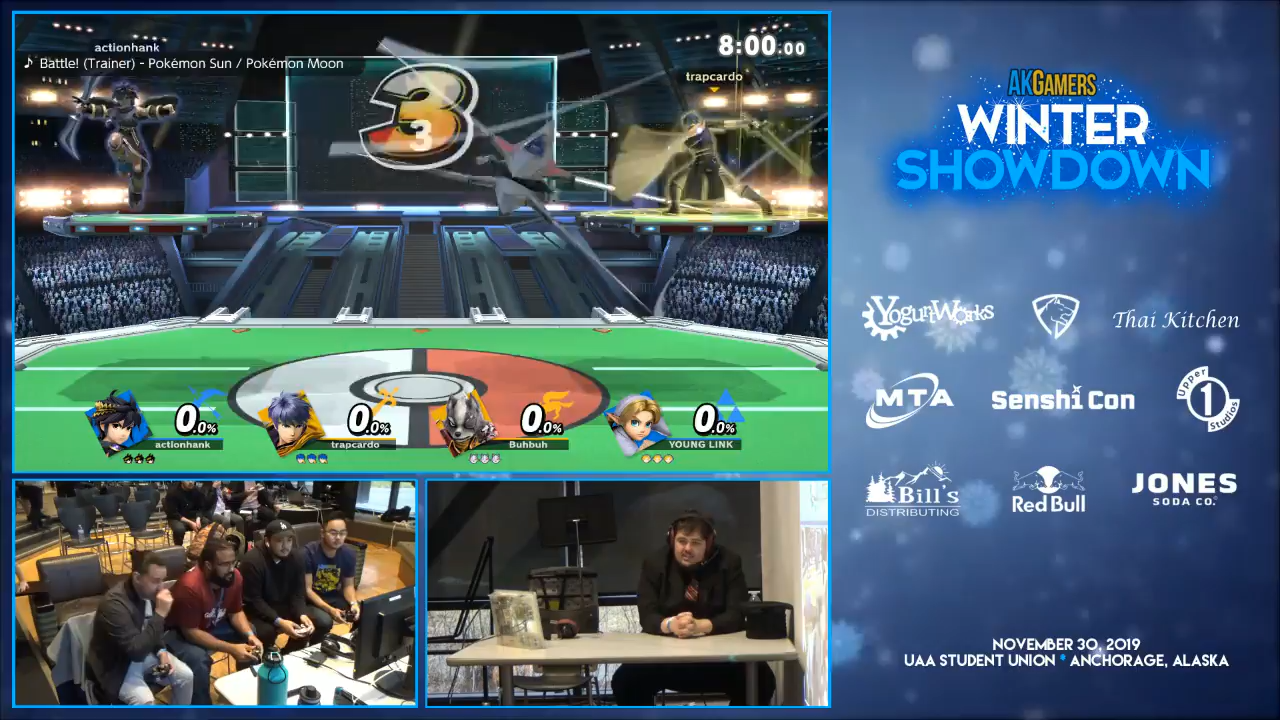 actionhank
♪ Battle! (Trainer) - Pokémon Sun / Pokémon Moon
8:00.00
trapcardo
3
3
0.0%
actionhank
0.0%
trapcardo
0.0%
Buhbuh
0.0%
YOUNG LINK
AKGAMERS
WINTER
SHOWDOWN
YogurtWorks
Thai Kitchen
MTA
Senshi Con
Upper
1
Studios
Bill's
DISTRIBUTING
Red Bull
JONES
SODA CO.®
NOVEMBER 30, 2019
UAA STUDENT UNION * ANCHORAGE, ALASKA